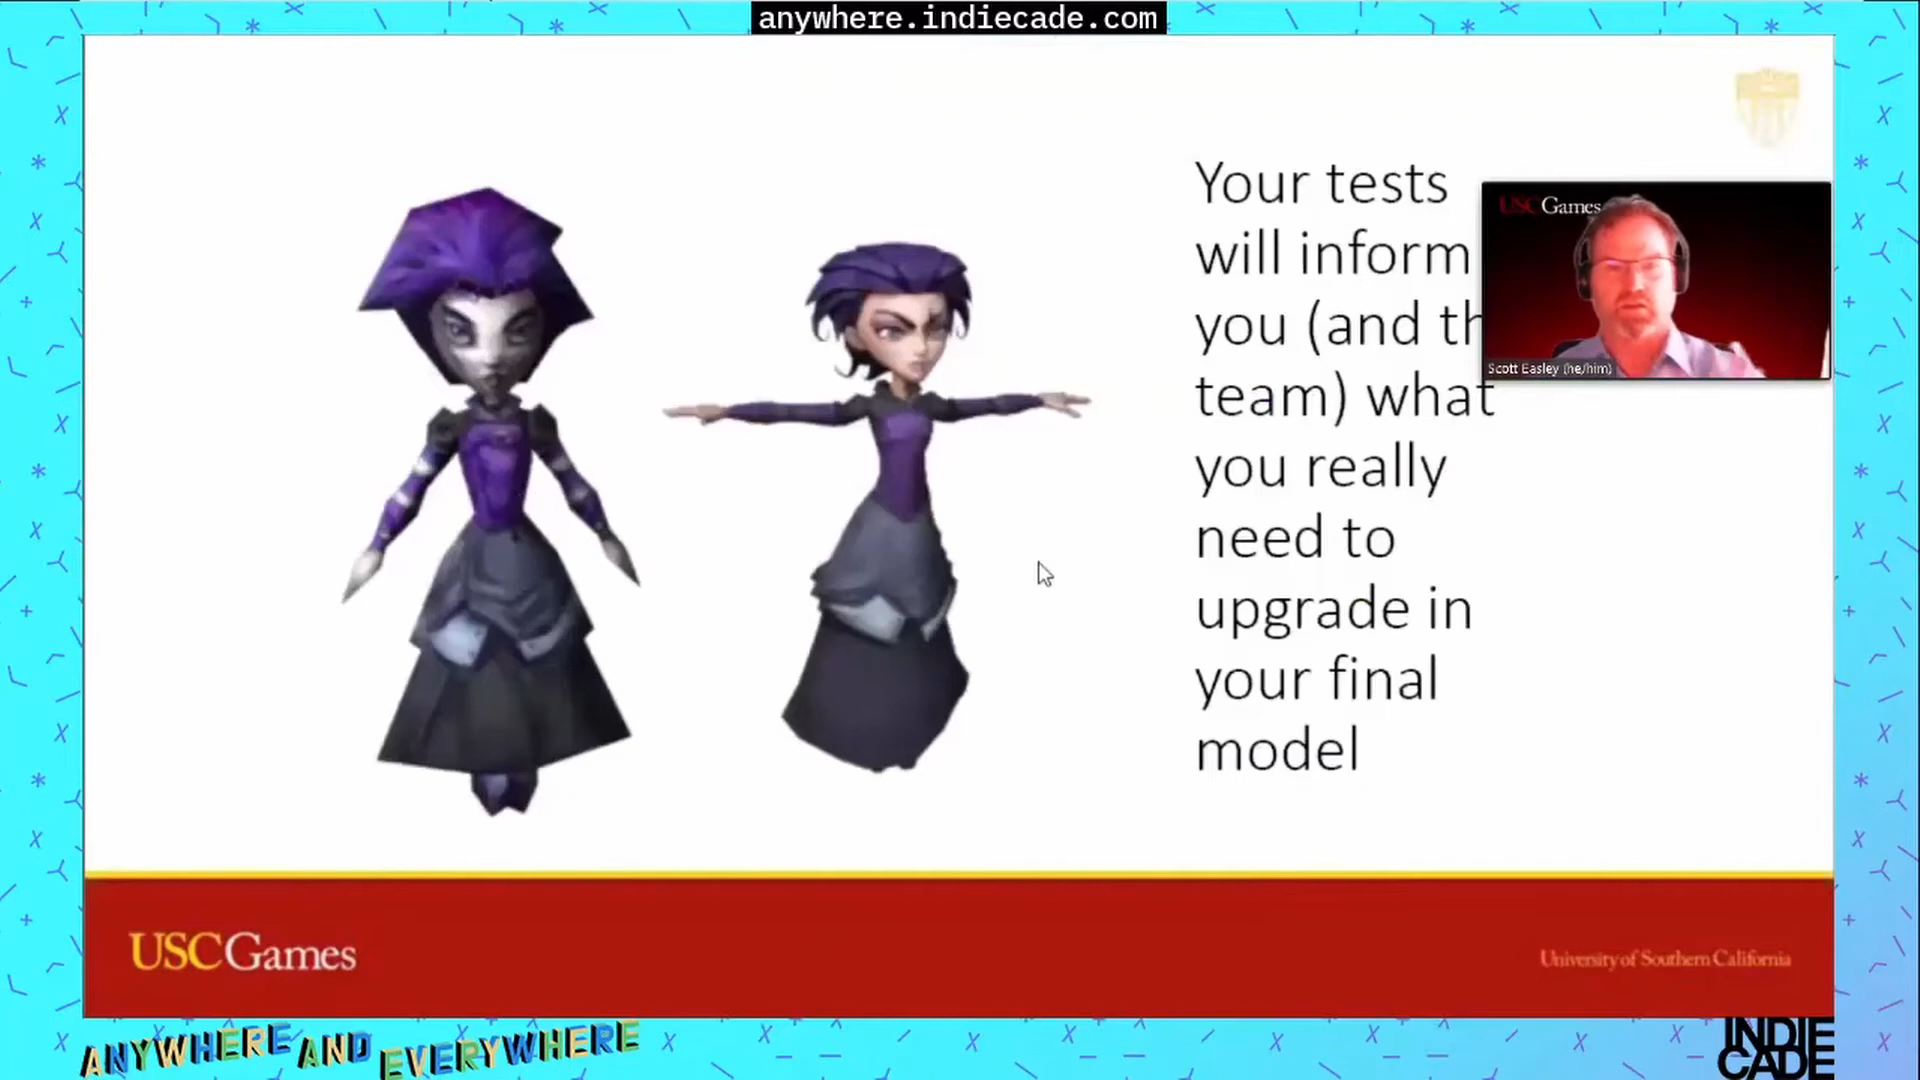 anywhere.indiecade.com
Your tests
will inform
you (and th
team) what
you really
need to
upgrade in
your final
model
USC Games
Scott Easley (he/him)
USCGames
University of Southern California
ANYWHERE AND EVERYWHERE
INDIE
CADE